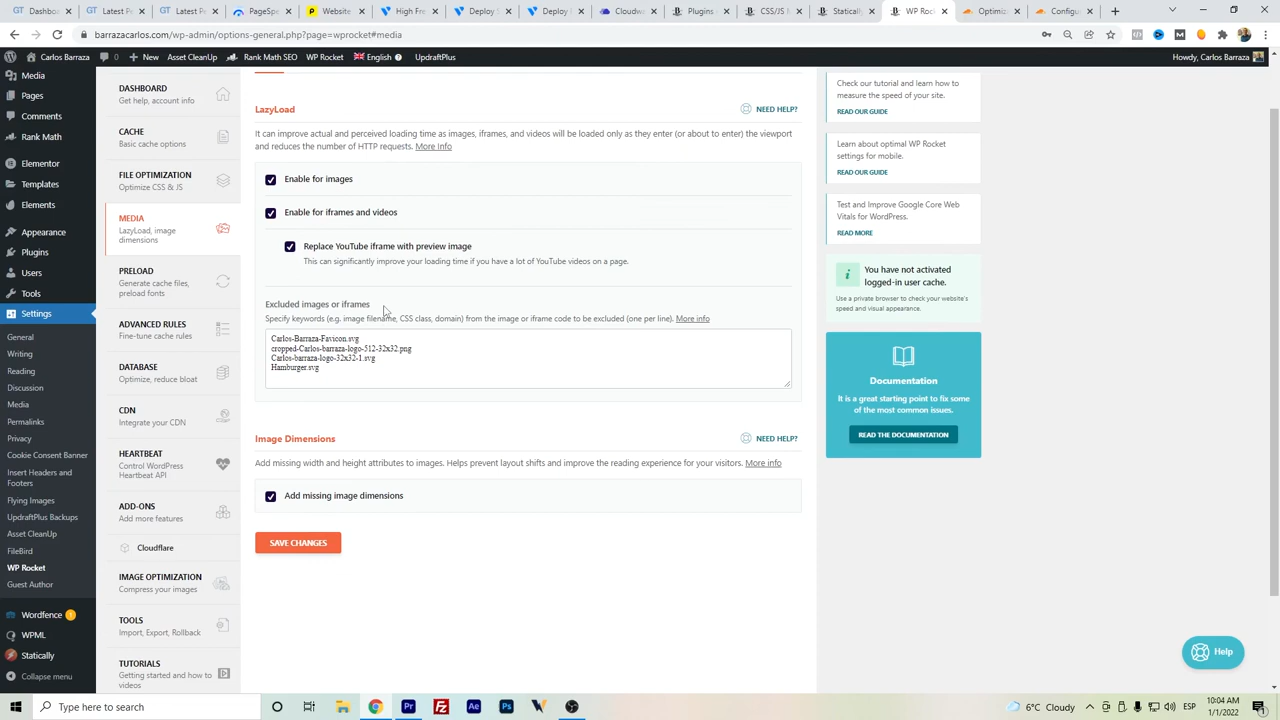 Dashboa
Websit
Hybrid
Deploy
Deploy
Cloudw
Plugins
CSS/JS
Statically
WP Roc
Optimi
Config
barrazacarlos.com/wp-admin/options-general.php?page=wprocket#media
Carlos Barraza
New
Asset CleanUp
Rank Math SEO
WP Rocket
English
UpdraftPlus
Howdy, Carlos Barraza
Media
Pages
Comments
Rank Math
Elementor
Templates
Elements
Appearance
Plugins
Users
Tools
Settings
General
Writing
Reading
Discussion
Media
Permalinks
Privacy
Cookie Consent Banner
Insert Headers and
Footers
Flying Images
UpdraftPlus Backups
Asset CleanUp
FileBird
WP Rocket
Guest Author
Wordfence
WPML
Statically
Collapse menu
DASHBOARD
Get help, account info
CACHE
Basic cache options
FILE OPTIMIZATION
Optimize CSS & JS
MEDIA
LazyLoad, image
dimensions
PRELOAD
Generate cache files,
preload fonts
ADVANCED RULES
Fine-tune cache rules
DATABASE
Optimize, reduce bloat
CDN
Integrate your CDN
HEARTBEAT
Control WordPress
Heartbeat API
ADD-ONS
Add more features
Cloudflare
IMAGE OPTIMIZATION
Compress your images
TOOLS
Import, Export, Rollback
TUTORIALS
Getting started and how to
videos
LazyLoad
NEED HELP?
It can improve actual and perceived loading time as images, iframes, and videos will be loaded only as they enter (or about to enter) the viewport
and reduces the number of HTTP requests. More Info
Enable for images
Enable for iframes and videos
Replace YouTube iframe with preview image
This can significantly improve your loading time if you have a lot of YouTube videos on a page.
Excluded images or iframes
Specify keywords (e.g. image filename, CSS class, domain) from the image or iframe code to be excluded (one per line). More info
Carlos-Barraza-Favicon.svg
cropped-Carlos-barraza-logo-512-32x32.png
Carlos-barraza-logo-32x32-1.svg
Hamburger.svg
Image Dimensions
NEED HELP?
Add missing width and height attributes to images. Helps prevent layout shifts and improve the reading experience for your visitors. More info
Add missing image dimensions
SAVE CHANGES
Check our tutorial and learn how to
measure the speed of your site.
READ OUR GUIDE
Learn about optimal WP Rocket
settings for mobile.
READ OUR GUIDE
Test and Improve Google Core Web
Vitals for WordPress.
READ MORE
You have not activated
logged-in user cache.
Use a private browser to check your website's
speed and visual appearance.
Documentation
It is a great starting point to fix some
of the most common issues.
READ THE DOCUMENTATION
Help
Type here to search
6°C Cloudy
ESP
10:04 AM
1/1/2022